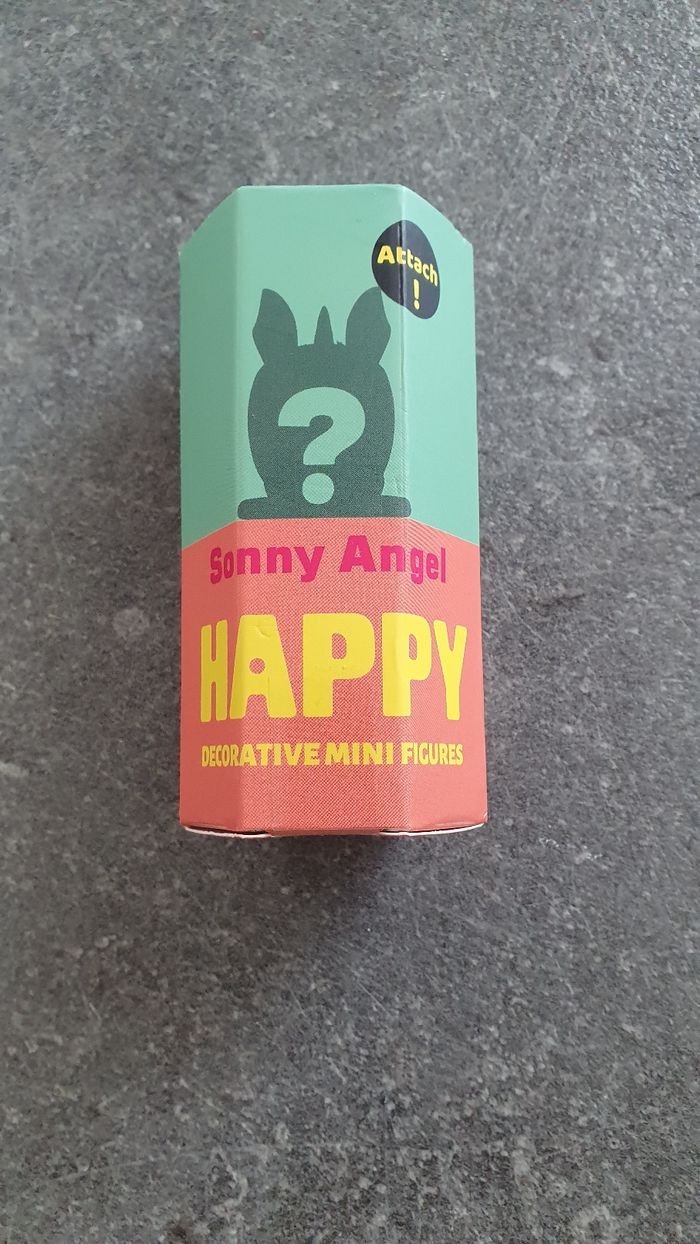 Attach
!
?
Sonny Angel
HAPPY
DECORATIVE MINI FIGURES